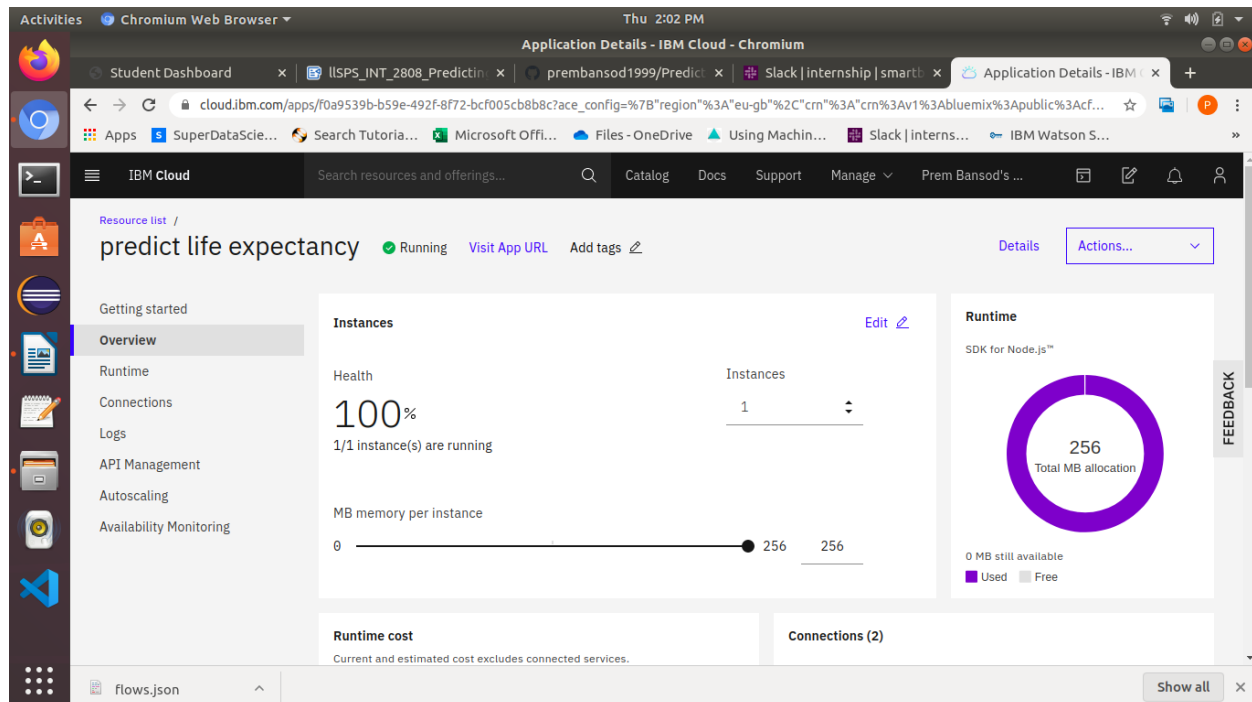 Activities Chromium Web Browser Thu 2:02 PM
Application Details - IBM Cloud - Chromium
Student Dashboard × llSPS_INT_2808_Predictin × prembansod1999/Predict × Slack | internship | smartb × Application Details - IBM C × +
cloud.ibm.com/apps/f0a9539b-b59e-492f-8f72-bcf005cb8b8c?ace_config=%7B"region"%3A"eu-gb"%2C"crn"%3A"crn%3Av1%3Abluemix%3Apublic%3Acf... P
Apps S SuperDataScie... Search Tutoria... Microsoft Offi... Files - OneDrive Using Machin... Slack | interns... IBM Watson S... »
IBM Cloud Search resources and offerings... Catalog Docs Support Manage Prem Bansod's ...
Resource list /
predict life expectancy Running Visit App URL Add tags Details Actions...
Getting started
Overview
Runtime
Connections
Logs
API Management
Autoscaling
Availability Monitoring
Instances Edit
Health Instances
100% 1
1/1 instance(s) are running
MB memory per instance
0 256 256
Runtime
SDK for Node.js™
256
Total MB allocation
0 MB still available
Used Free
FEEDBACK
Runtime cost
Current and estimated cost excludes connected services.
Connections (2)
flows.json Show all ×